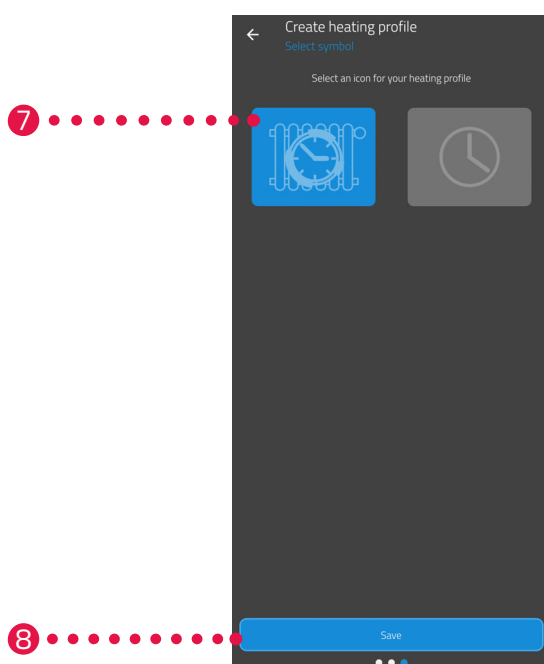 Create heating profile
Select symbol
Select an icon for your heating profile
7
8
Save